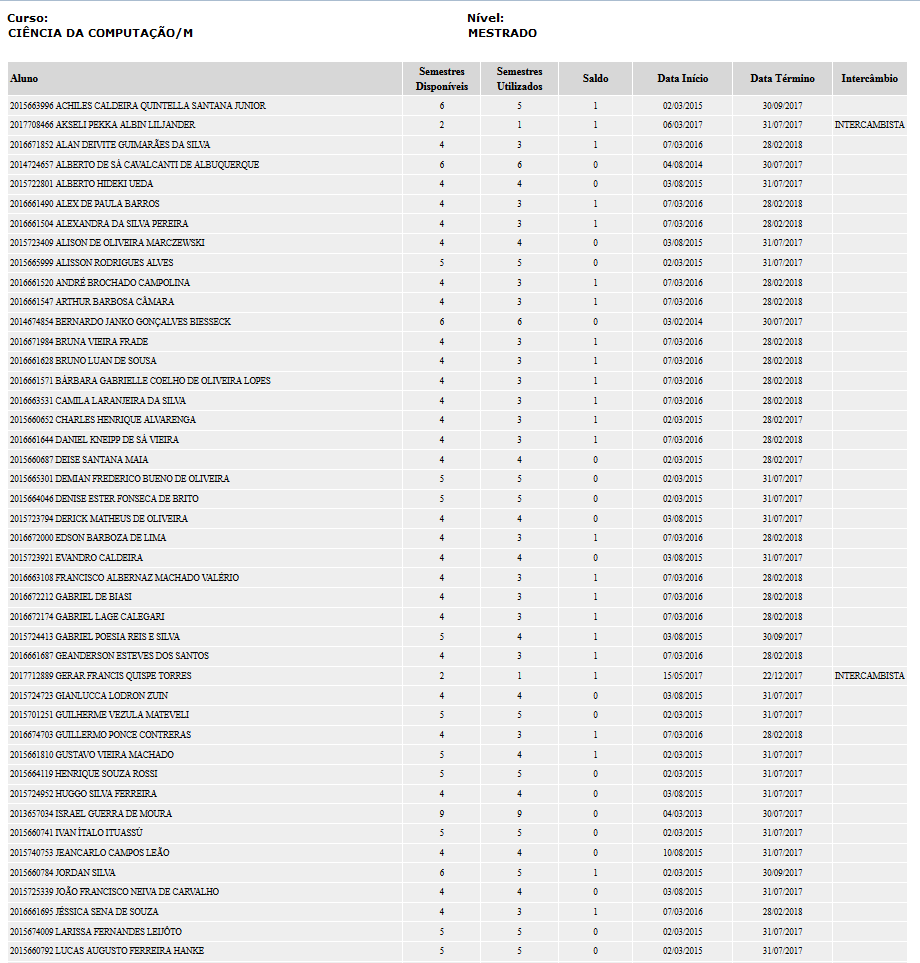 Curso: Nível:
CIÊNCIA DA COMPUTAÇÃO/M MESTRADO
Aluno Semestres Disponíveis Semestres Utilizados Saldo Data Início Data Término Intercâmbio
2015663996 ACHILES CALDEIRA QUINTELLA SANTANA JUNIOR 6 5 1 02/03/2015 30/09/2017
2017708466 AKSELI PEKKA ALBIN LILJANDER 2 1 1 06/03/2017 31/07/2017 INTERCAMBISTA
2016671852 ALAN DEIVITE GUIMARÃES DA SILVA 4 3 1 07/03/2016 28/02/2018
2014724657 ALBERTO DE SÁ CAVALCANTI DE ALBUQUERQUE 6 6 0 04/08/2014 30/07/2017
2015722801 ALBERTO HIDEKI UEDA 4 4 0 03/08/2015 31/07/2017
2016661490 ALEX DE PAULA BARROS 4 3 1 07/03/2016 28/02/2018
2016661504 ALEXANDRA DA SILVA PEREIRA 4 3 1 07/03/2016 28/02/2018
2015723409 ALISON DE OLIVEIRA MARCZEWSKI 4 4 0 03/08/2015 31/07/2017
2015665999 ALISSON RODRIGUES ALVES 5 5 0 02/03/2015 31/07/2017
2016661520 ANDRÉ BROCHADO CAMPOLINA 4 3 1 07/03/2016 28/02/2018
2016661547 ARTHUR BARBOSA CÂMARA 4 3 1 07/03/2016 28/02/2018
2014674854 BERNARDO JANKO GONÇALVES BIESSECK 6 6 0 03/02/2014 30/07/2017
2016671984 BRUNA VIEIRA FRADE 4 3 1 07/03/2016 28/02/2018
2016661628 BRUNO LUAN DE SOUSA 4 3 1 07/03/2016 28/02/2018
2016661571 BÁRBARA GABRIELLE COELHO DE OLIVEIRA LOPES 4 3 1 07/03/2016 28/02/2018
2016663531 CAMILA LARANJEIRA DA SILVA 4 3 1 07/03/2016 28/02/2018
2015660652 CHARLES HENRIQUE ALVARENGA 4 3 1 02/03/2015 28/02/2017
2016661644 DANIEL KNEIPP DE SÁ VIEIRA 4 3 1 07/03/2016 28/02/2018
2015660687 DEISE SANTANA MAIA 4 4 0 02/03/2015 28/02/2017
2015665301 DEMIAN FREDERICO BUENO DE OLIVEIRA 5 5 0 02/03/2015 31/07/2017
2015664046 DENISE ESTER FONSECA DE BRITO 5 5 0 02/03/2015 31/07/2017
2015723794 DERICK MATHEUS DE OLIVEIRA 4 4 0 03/08/2015 31/07/2017
2016672000 EDSON BARBOZA DE LIMA 4 3 1 07/03/2016 28/02/2018
2015723921 EVANDRO CALDEIRA 4 4 0 03/08/2015 31/07/2017
2016663108 FRANCISCO ALBERNAZ MACHADO VALÉRIO 4 3 1 07/03/2016 28/02/2018
2016672212 GABRIEL DE BIASI 4 3 1 07/03/2016 28/02/2018
2016672174 GABRIEL LAGE CALEGARI 4 3 1 07/03/2016 28/02/2018
2015724413 GABRIEL POESIA REIS E SILVA 5 4 1 03/08/2015 30/09/2017
2016661687 GEANDERSON ESTEVES DOS SANTOS 4 3 1 07/03/2016 28/02/2018
2017712889 GERAR FRANCIS QUISPE TORRES 2 1 1 15/05/2017 22/12/2017 INTERCAMBISTA
2015724723 GIANLUCCA LODRON ZUIN 4 4 0 03/08/2015 31/07/2017
2015701251 GUILHERME VEZULA MATEVELI 5 5 0 02/03/2015 31/07/2017
2016674703 GUILLERMO PONCE CONTRERAS 4 3 1 07/03/2016 28/02/2018
2015661810 GUSTAVO VIEIRA MACHADO 5 4 1 02/03/2015 31/07/2017
2015664119 HENRIQUE SOUZA ROSSI 5 5 0 02/03/2015 31/07/2017
2015724952 HUGGO SILVA FERREIRA 4 4 0 03/08/2015 31/07/2017
2013657034 ISRAEL GUERRA DE MOURA 9 9 0 04/03/2013 30/07/2017
2015660741 IVAN ÍTALO ITUASSÚ 5 5 0 02/03/2015 31/07/2017
2015740753 JEANCARLO CAMPOS LEÃO 4 4 0 10/08/2015 31/07/2017
2015660784 JORDAN SILVA 6 5 1 02/03/2015 30/09/2017
2015725339 JOÃO FRANCISCO NEIVA DE CARVALHO 4 4 0 03/08/2015 31/07/2017
2016661695 JÉSSICA SENA DE SOUZA 4 3 1 07/03/2016 28/02/2018
2015674009 LARISSA FERNANDES LEIJÔTO 5 5 0 02/03/2015 31/07/2017
2015660792 LUCAS AUGUSTO FERREIRA HANKE 5 5 0 02/03/2015 31/07/2017